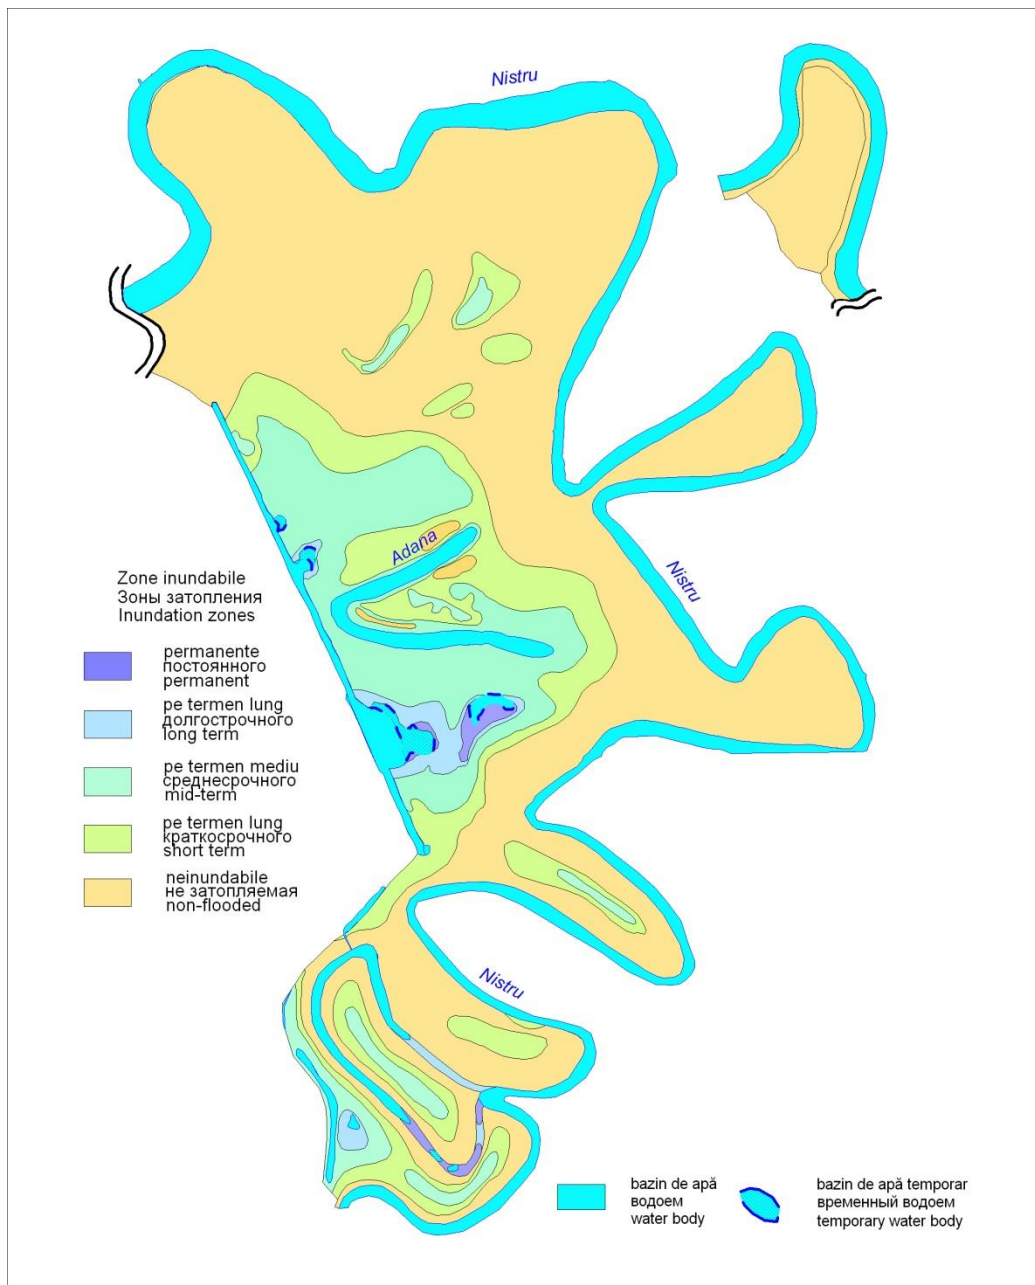 Nistru
Adana
Nistru
Zone inundabile
Зоны затопления
Inundation zones
permanente
постоянного
permanent
pe termen lung
долгострочного
long term
pe termen mediu
среднесрочного
mid-term
pe termen lung
краткосрочного
short term
neinundabile
не затопляемая
non-flooded
Nistru
bazin de apă
водоем
water body
bazin de apă temporar
временный водоем
temporary water body